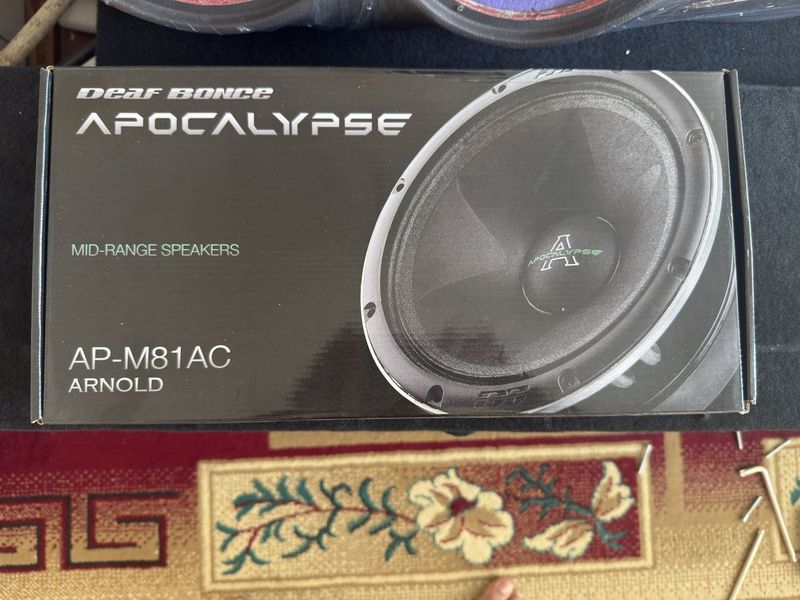 Deaf Bonce
APOCALYPSE
MID-RANGE SPEAKERS
A
APOCALYPSE
AP-M81AC
ARNOLD